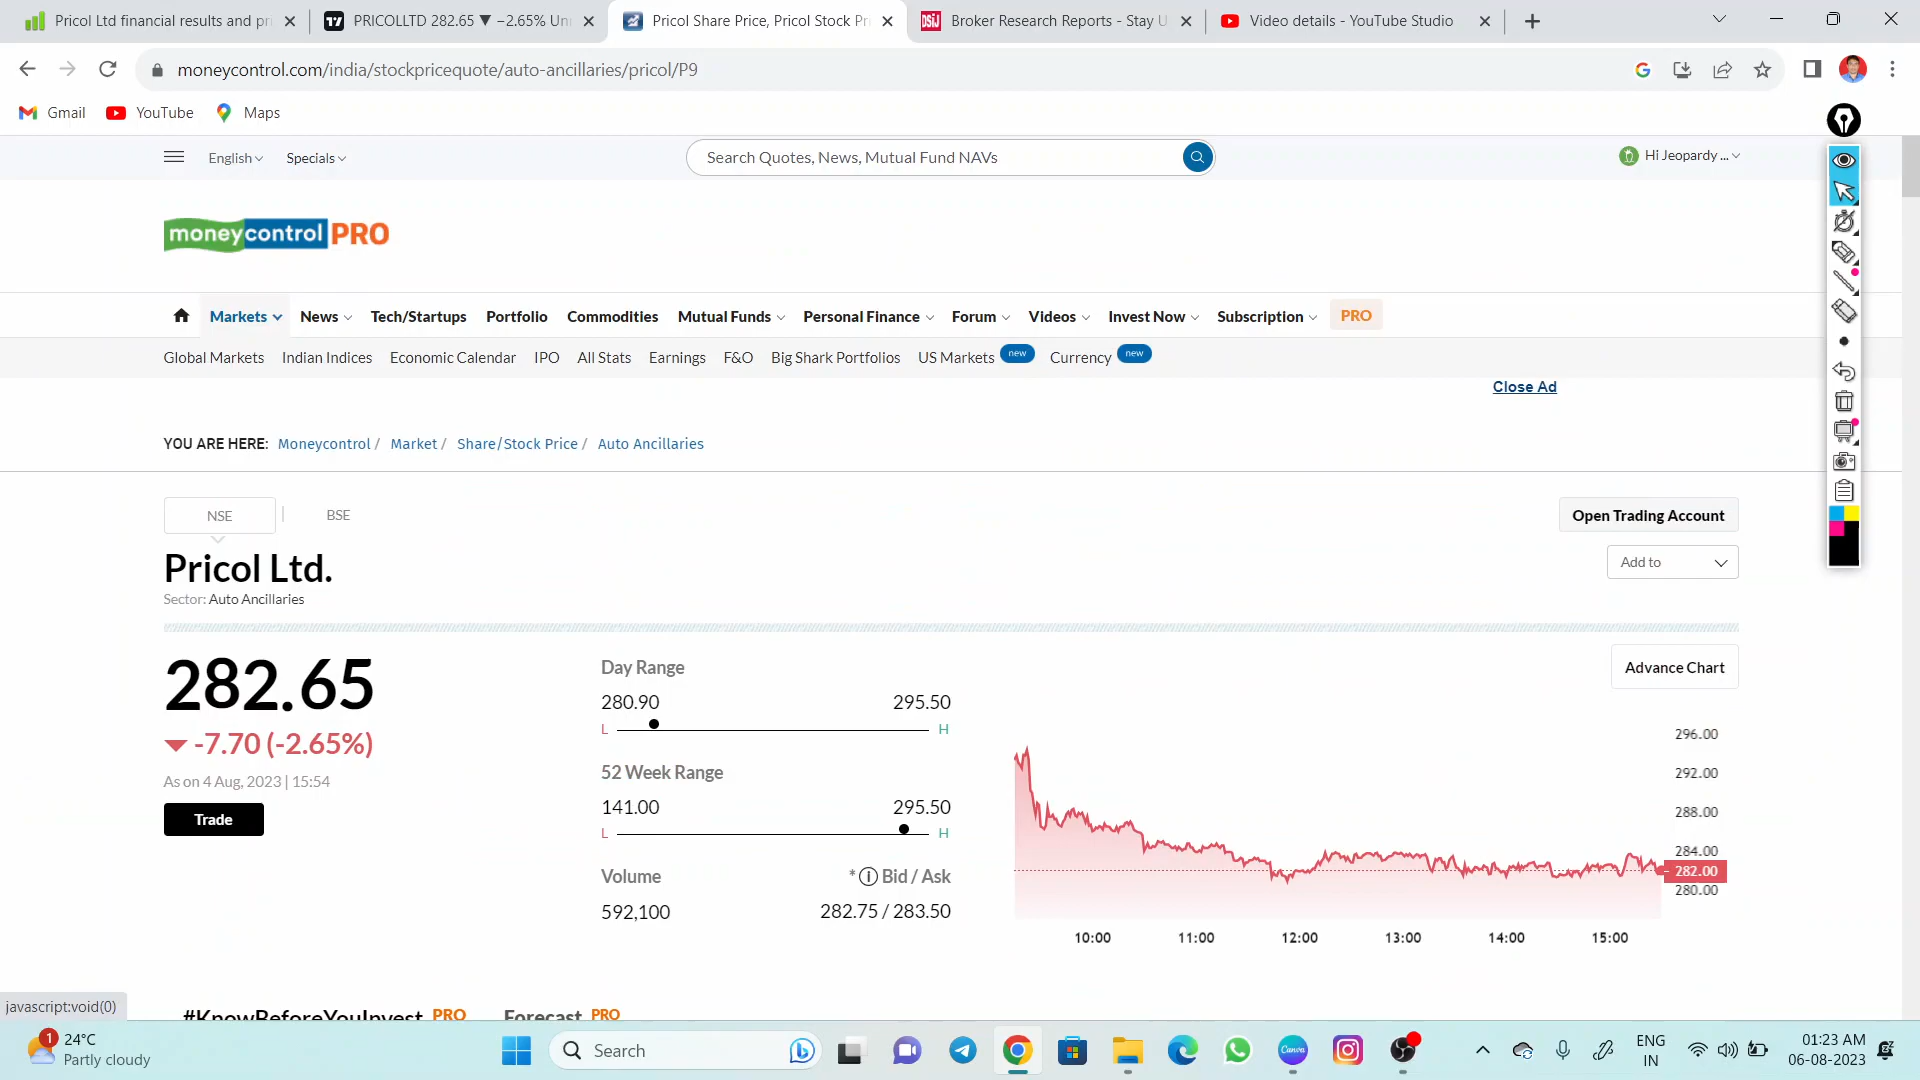 Pricol Ltd financial results and pri
PRICOLLTD 282.65 ▼ −2.65% Un
Pricol Share Price, Pricol Stock Pr
DSIJ
Broker Research Reports - Stay U
Video details - YouTube Studio
moneycontrol.com/india/stockpricequote/auto-ancillaries/pricol/P9
Gmail
YouTube
Maps
English
Specials
Search Quotes, News, Mutual Fund NAVs
Hi Jeopardy ...
moneycontrol PRO
Markets
News
Tech/Startups
Portfolio
Commodities
Mutual Funds
Personal Finance
Forum
Videos
Invest Now
Subscription
PRO
Global Markets
Indian Indices
Economic Calendar
IPO
All Stats
Earnings
F&O
Big Shark Portfolios
US Markets new
Currency new
Close Ad
YOU ARE HERE: Moneycontrol / Market / Share/Stock Price / Auto Ancillaries
NSE
BSE
Open Trading Account
Pricol Ltd.
Add to
Sector: Auto Ancillaries
282.65
-7.70 (-2.65%)
As on 4 Aug, 2023 | 15:54
Trade
Day Range
280.90 295.50
L H
52 Week Range
141.00 295.50
L H
Volume * Bid / Ask
592,100 282.75 / 283.50
Advance Chart
296.00
292.00
288.00
284.00
282.00
280.00
10:00 11:00 12:00 13:00 14:00 15:00
javascript:void(0)
#KnowBeforeYouInvest PRO
Forecast PRO
1
24°C
Partly cloudy
Search
Canva
ENG
IN
01:23 AM
06-08-2023